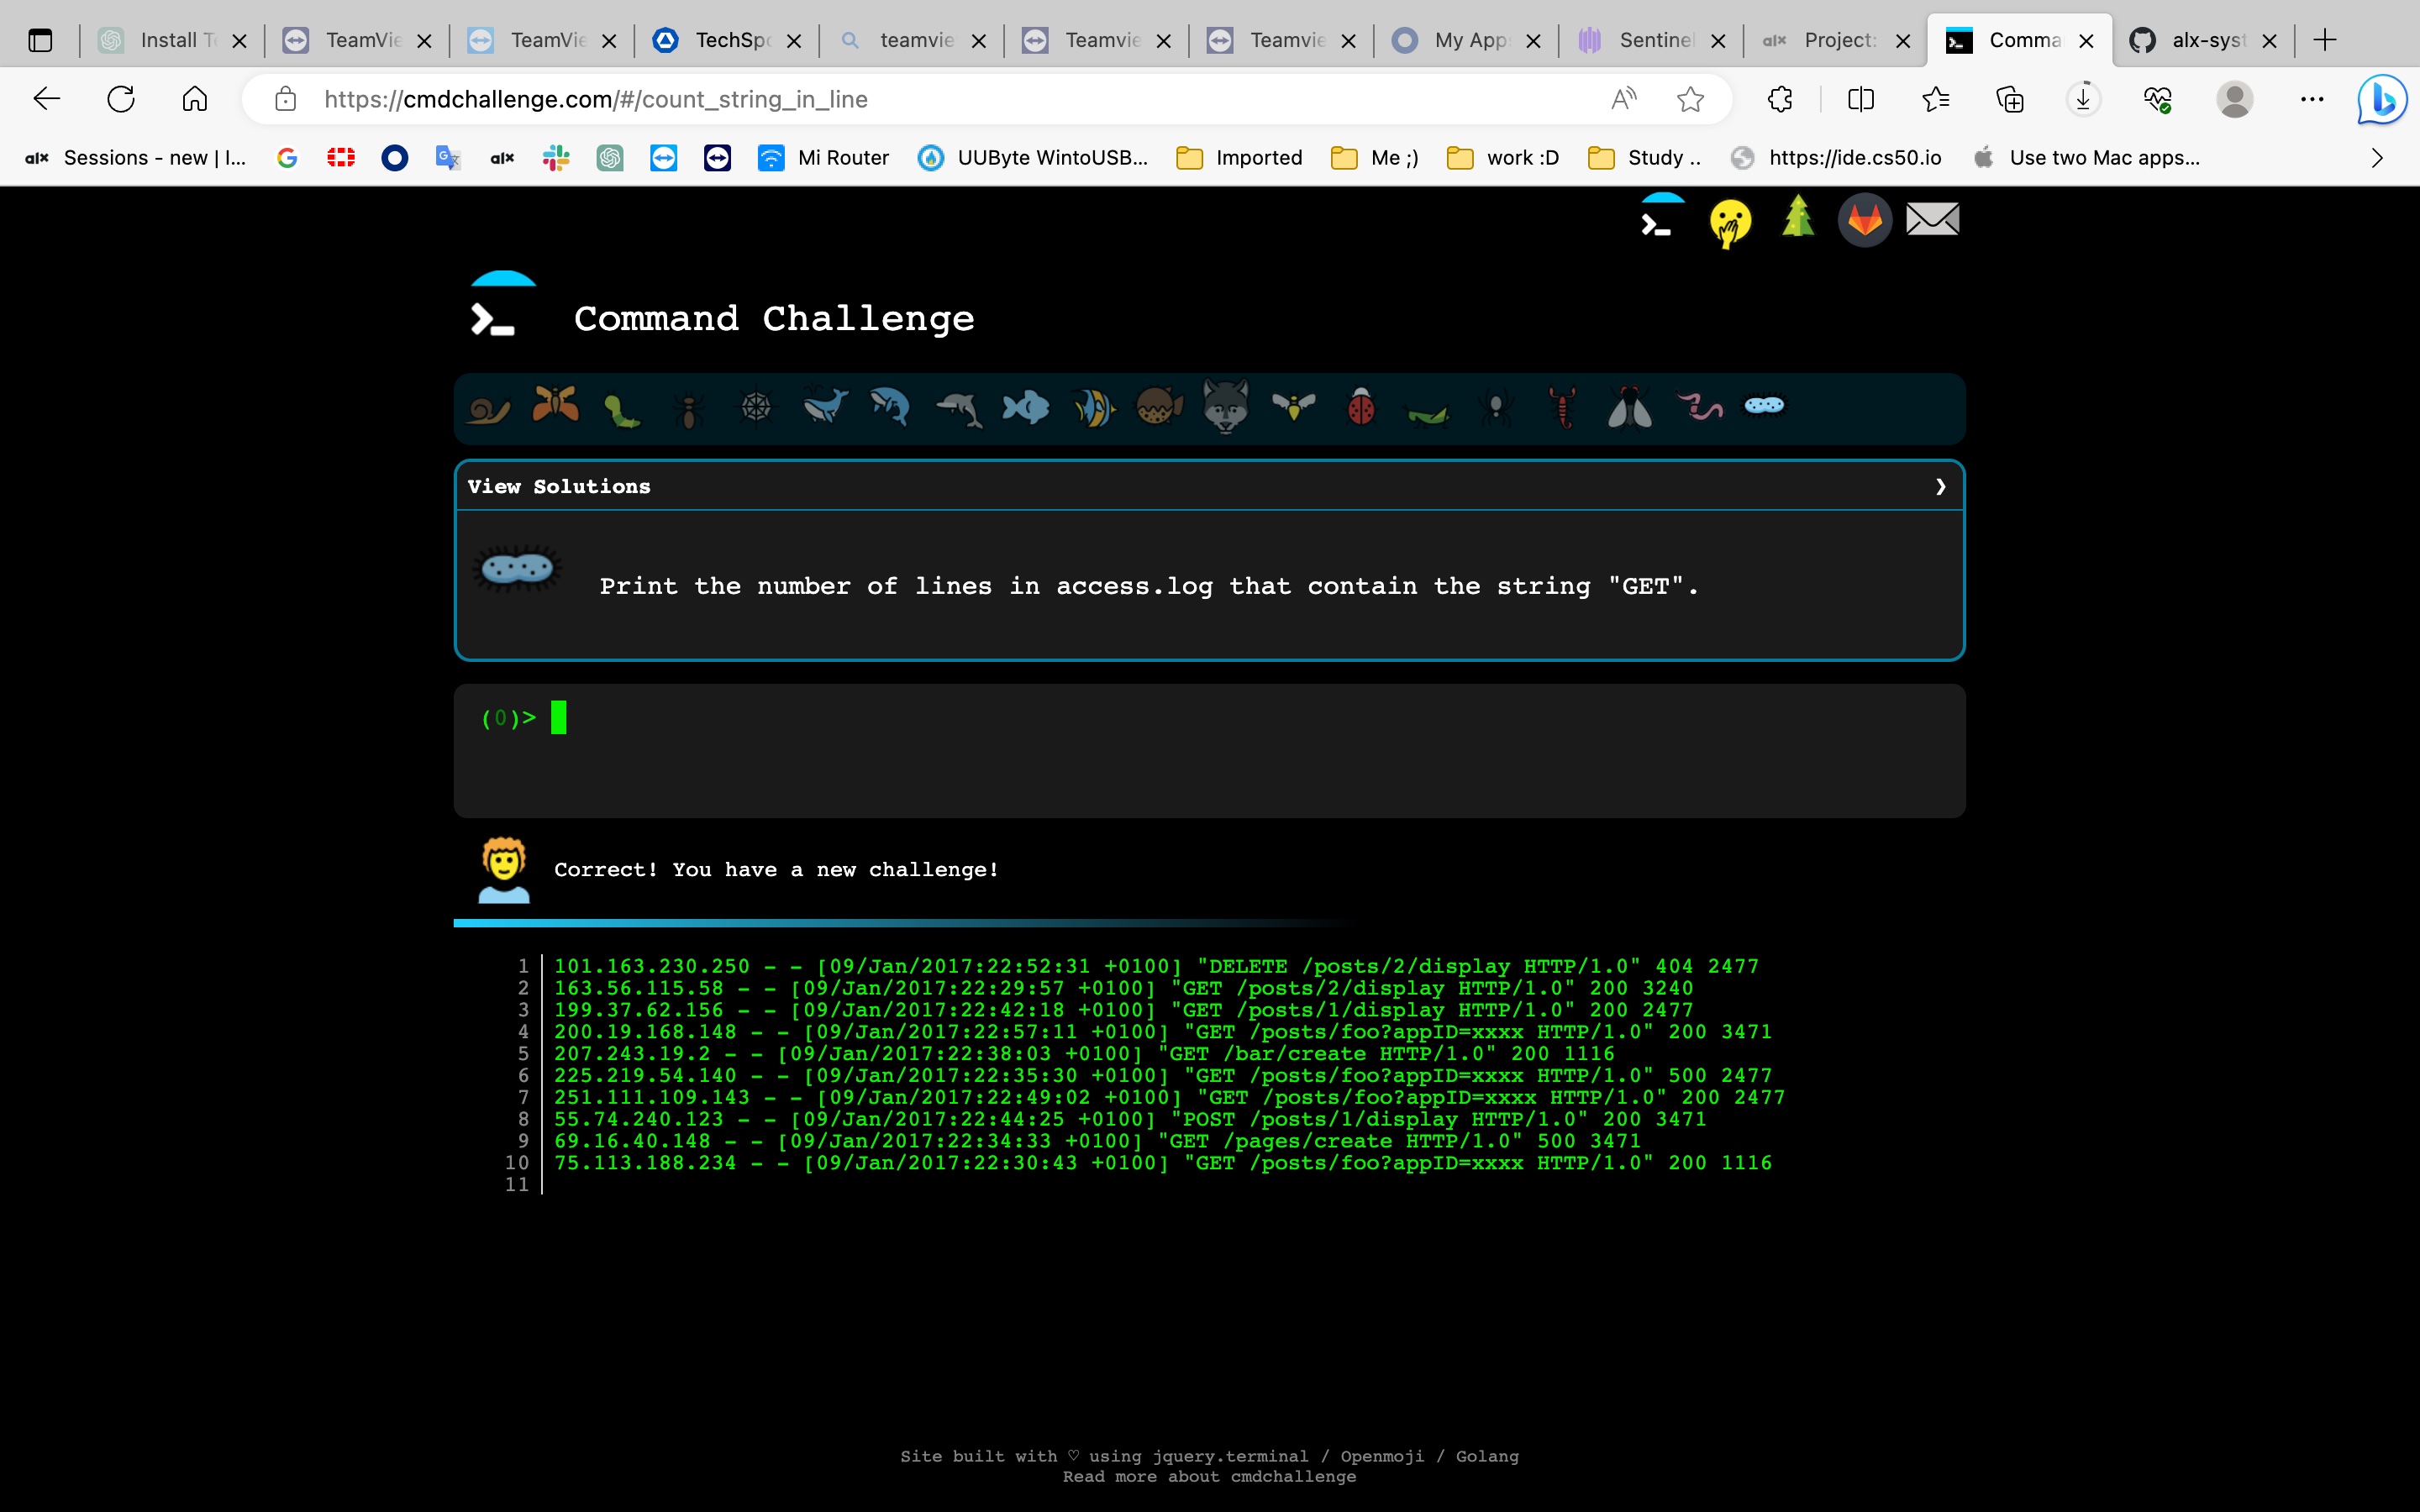 Install T
TeamVie
TeamVie
TechSpo
teamvie
Teamvie
Teamvie
My App
Sentinel
alx Project:
Comma
alx-syst
https://cmdchallenge.com/#/count_string_in_line
alx Sessions - new | I...
alx
Mi Router
UUByte WintoUSB...
Imported
Me ;)
work :D
Study ..
https://ide.cs50.io
Use two Mac apps...
Command Challenge
View Solutions
Print the number of lines in access.log that contain the string "GET".
(0)>
Correct! You have a new challenge!
1 101.163.230.250 - - [09/Jan/2017:22:52:31 +0100] "DELETE /posts/2/display HTTP/1.0" 404 2477
2 163.56.115.58 - - [09/Jan/2017:22:29:57 +0100] "GET /posts/2/display HTTP/1.0" 200 3240
3 199.37.62.156 - - [09/Jan/2017:22:42:18 +0100] "GET /posts/1/display HTTP/1.0" 200 2477
4 200.19.168.148 - - [09/Jan/2017:22:57:11 +0100] "GET /posts/foo?appID=xxxx HTTP/1.0" 200 3471
5 207.243.19.2 - - [09/Jan/2017:22:38:03 +0100] "GET /bar/create HTTP/1.0" 200 1116
6 225.219.54.140 - - [09/Jan/2017:22:35:30 +0100] "GET /posts/foo?appID=xxxx HTTP/1.0" 500 2477
7 251.111.109.143 - - [09/Jan/2017:22:49:02 +0100] "GET /posts/foo?appID=xxxx HTTP/1.0" 200 2477
8 55.74.240.123 - - [09/Jan/2017:22:44:25 +0100] "POST /posts/1/display HTTP/1.0" 200 3471
9 69.16.40.148 - - [09/Jan/2017:22:34:33 +0100] "GET /pages/create HTTP/1.0" 500 3471
10 75.113.188.234 - - [09/Jan/2017:22:30:43 +0100] "GET /posts/foo?appID=xxxx HTTP/1.0" 200 1116
11
Site built with ♡ using jquery.terminal / Openmoji / Golang
Read more about cmdchallenge